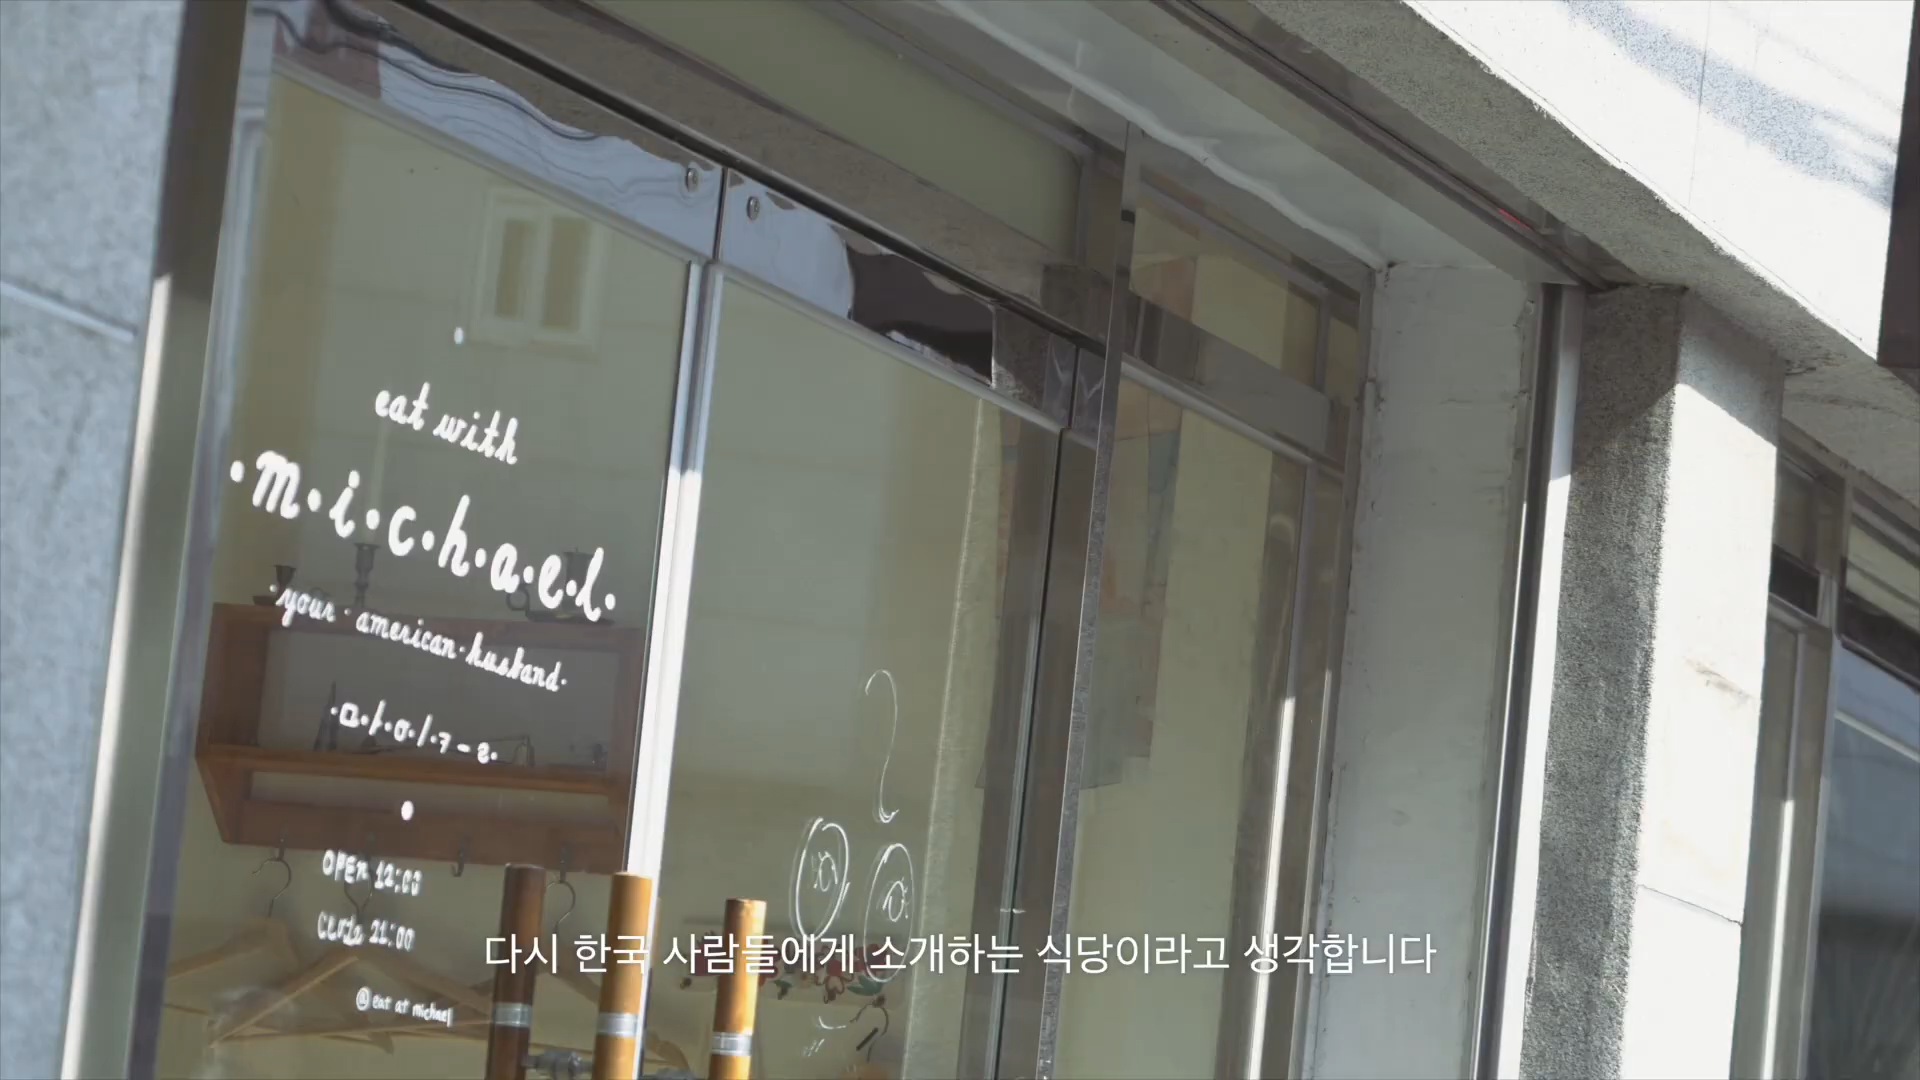 eat with
·m·i·c·h·a·e·l·
·your·american·husband·
·ㅁ·ㅏ·ㅇ·ㅣ·ㅋ·ㅡ·ㄹ·
OPEN 12:00
CLOSE 21:00
@eat at michael
다시 한국 사람들에게 소개하는 식당이라고 생각합니다